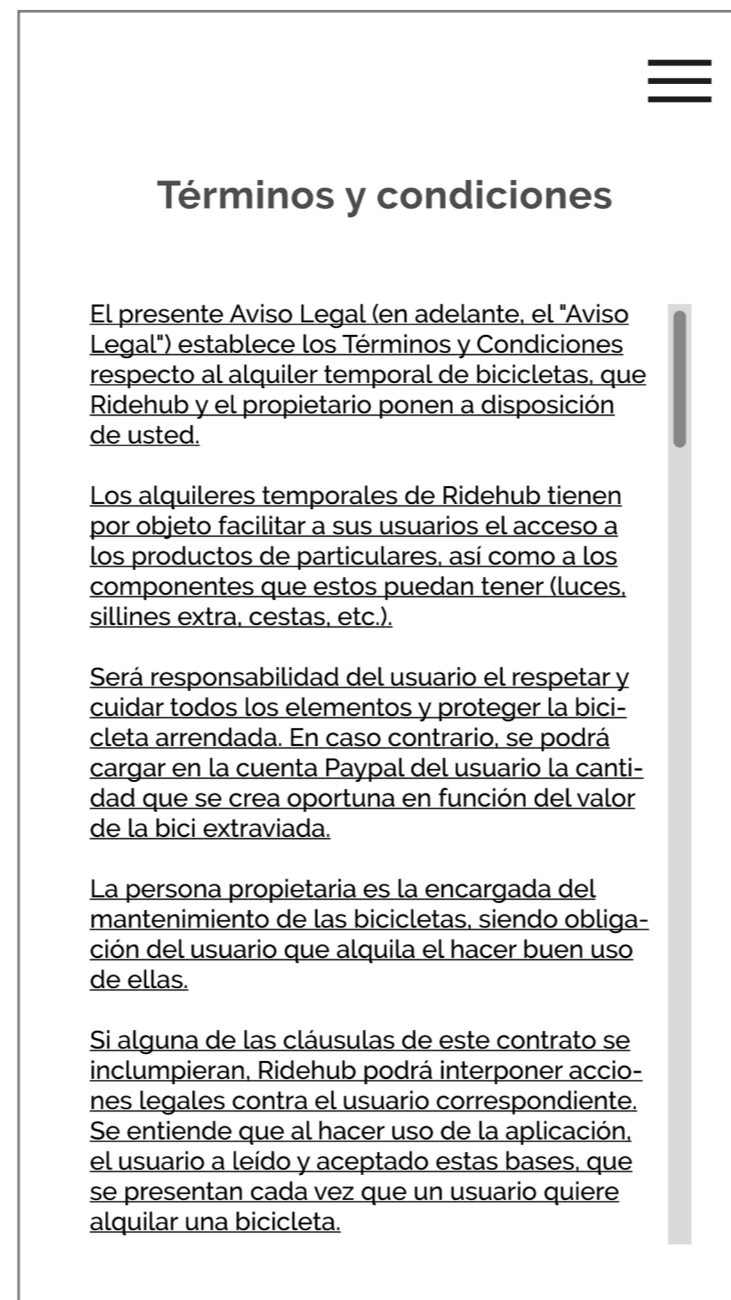 Términos y condiciones
El presente Aviso Legal (en adelante, el "Aviso
Legal") establece los Términos y Condiciones
respecto al alquiler temporal de bicicletas, que
Ridehub y el propietario ponen a disposición
de usted.
Los alquileres temporales de Ridehub tienen
por objeto facilitar a sus usuarios el acceso a
los productos de particulares, así como a los
componentes que estos puedan tener (luces,
sillines extra, cestas, etc.).
Será responsabilidad del usuario el respetar y
cuidar todos los elementos y proteger la bici-
cleta arrendada. En caso contrario, se podrá
cargar en la cuenta Paypal del usuario la canti-
dad que se crea oportuna en función del valor
de la bici extraviada.
La persona propietaria es la encargada del
mantenimiento de las bicicletas, siendo obliga-
ción del usuario que alquila el hacer buen uso
de ellas.
Si alguna de las cláusulas de este contrato se
inclumpieran, Ridehub podrá interponer accio-
nes legales contra el usuario correspondiente.
Se entiende que al hacer uso de la aplicación,
el usuario a leído y aceptado estas bases, que
se presentan cada vez que un usuario quiere
alquilar una bicicleta.